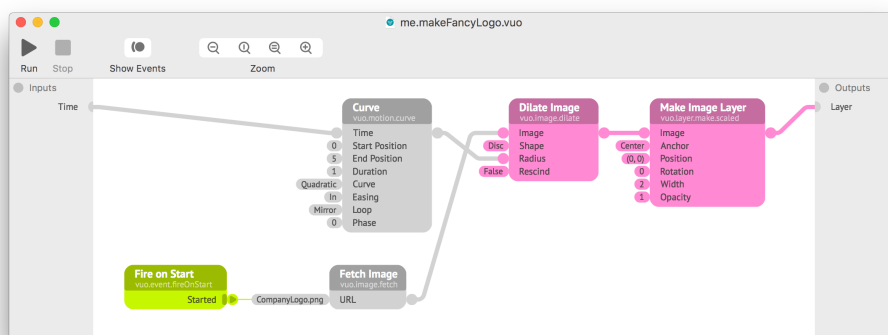 me.makeFancyLogo.vuo
Run Stop Show Events Zoom
Inputs
Time
Outputs
Layer
Curve
vuo.motion.curve
Time
0 Start Position
5 End Position
1 Duration
Quadratic Curve
In Easing
Mirror Loop
0 Phase
Dilate Image
vuo.image.dilate
Image
Disc Shape
Radius
False Rescind
Make Image Layer
vuo.layer.make.scaled
Image
Center Anchor
(0, 0) Position
0 Rotation
2 Width
1 Opacity
Fire on Start
vuo.event.fireOnStart
Started
Fetch Image
vuo.image.fetch
CompanyLogo.png URL